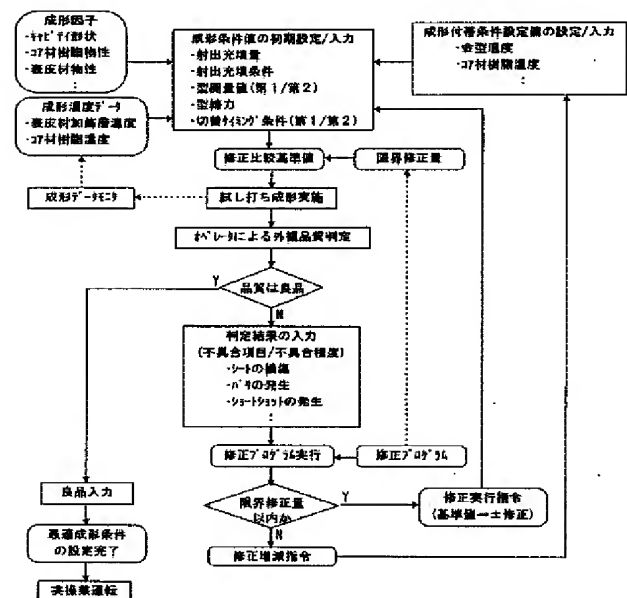 成形因子
・キャビティ形状
・コア材樹脂物性
・表皮材物性
：
成形温度データ
・表皮材加飾層温度
・コア材樹脂温度
：
成形条件値の初期設定/入力
・射出充填量
・射出充填条件
・型開量値(第1/第2)
・型締力
・切替タイミング条件(第1/第2)
成形付帯条件設定値の設定/入力
・金型温度
・コア材樹脂温度
：
修正比較基準値
限界修正量
成形データモニタ
試し打ち成形実施
オペレータによる外観品質判定
品質は良品
Y
N
判定結果の入力
(不具合項目/不具合程度)
・シートの損傷
・バリの発生
・ショートショットの発生
：
修正プログラム実行
修正プログラム
良品入力
限界修正量
以内か
Y
N
修正実行指令
(基準値→±修正)
最適成形条件
の設定完了
修正増減指令
実操業運転